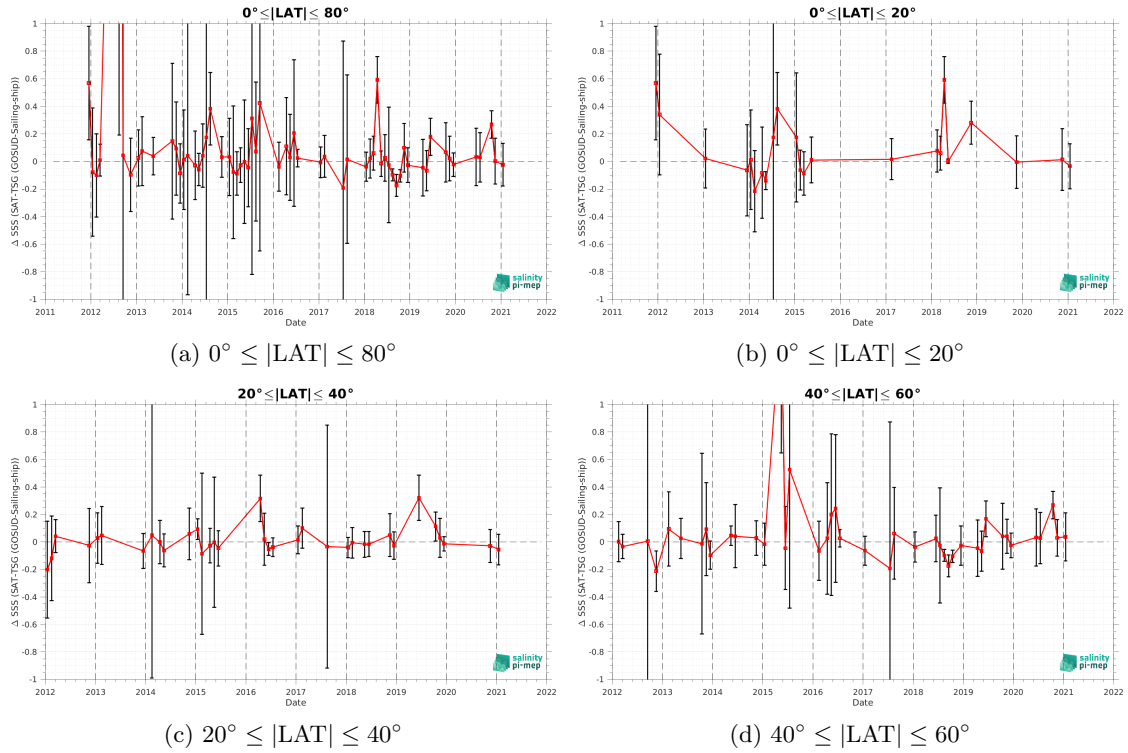 0°≤|LAT|≤ 80°
Δ SSS (SAT-TSG (GOSUD-Sailing-ship))
1
0.8
0.6
0.4
0.2
0
-0.2
-0.4
-0.6
-0.8
-1
salinity
pi-mep
2011 2012 2013 2014 2015 2016 2017 2018 2019 2020 2021 2022
Date
(a) 0° ≤ |LAT| ≤ 80°
0°≤|LAT|≤ 20°
Δ SSS (SAT-TSG (GOSUD-Sailing-ship))
1
0.8
0.6
0.4
0.2
0
-0.2
-0.4
-0.6
-0.8
-1
salinity
pi-mep
2011 2012 2013 2014 2015 2016 2017 2018 2019 2020 2021 2022
Date
(b) 0° ≤ |LAT| ≤ 20°
20°≤|LAT|≤ 40°
Δ SSS (SAT-TSG (GOSUD-Sailing-ship))
1
0.8
0.6
0.4
0.2
0
-0.2
-0.4
-0.6
-0.8
-1
salinity
pi-mep
2012 2013 2014 2015 2016 2017 2018 2019 2020 2021 2022
Date
(c) 20° ≤ |LAT| ≤ 40°
40°≤|LAT|≤ 60°
Δ SSS (SAT-TSG (GOSUD-Sailing-ship))
1
0.8
0.6
0.4
0.2
0
-0.2
-0.4
-0.6
-0.8
-1
salinity
pi-mep
2012 2013 2014 2015 2016 2017 2018 2019 2020 2021 2022
Date
(d) 40° ≤ |LAT| ≤ 60°